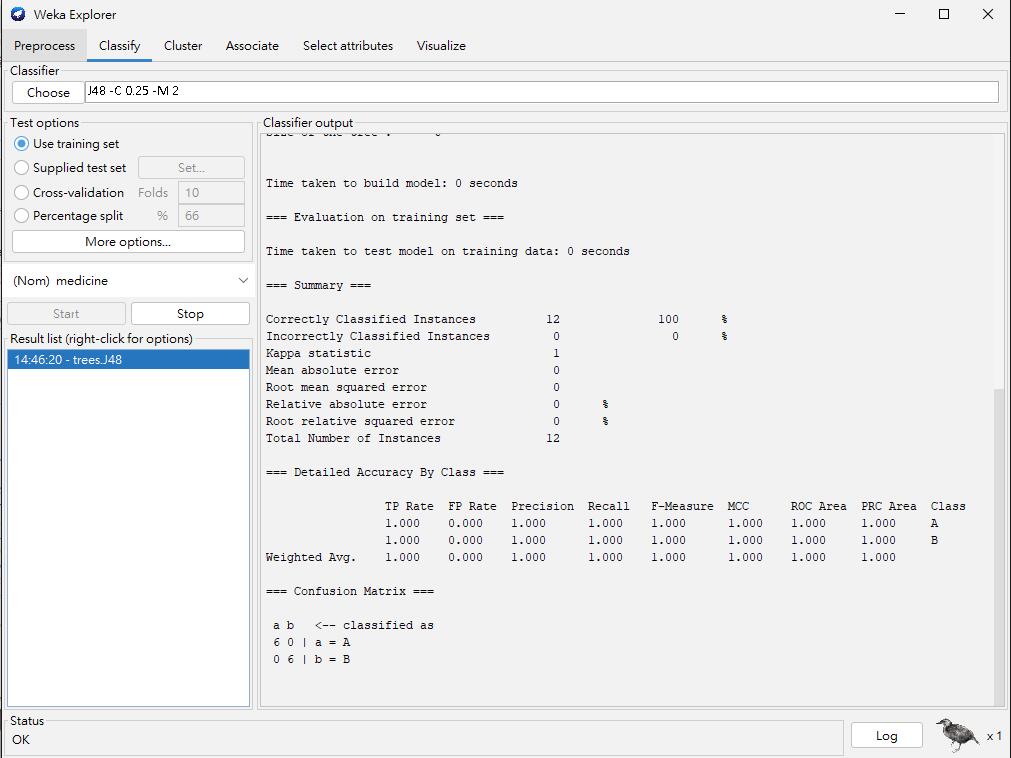 Weka Explorer
Preprocess Classify Cluster Associate Select attributes Visualize
Classifier
Choose J48 -C 0.25 -M 2
Test options
Use training set
Supplied test set Set...
Cross-validation Folds 10
Percentage split % 66
More options...
(Nom) medicine
Start Stop
Result list (right-click for options)
14:46:20 - trees.J48
Classifier output
Time taken to build model: 0 seconds
=== Evaluation on training set ===
Time taken to test model on training data: 0 seconds
=== Summary ===
Correctly Classified Instances 12 100 %
Incorrectly Classified Instances 0 0 %
Kappa statistic 1
Mean absolute error 0
Root mean squared error 0
Relative absolute error 0 %
Root relative squared error 0 %
Total Number of Instances 12
=== Detailed Accuracy By Class ===
TP Rate FP Rate Precision Recall F-Measure MCC ROC Area PRC Area Class
1.000 0.000 1.000 1.000 1.000 1.000 1.000 1.000 A
1.000 0.000 1.000 1.000 1.000 1.000 1.000 1.000 B
Weighted Avg. 1.000 0.000 1.000 1.000 1.000 1.000 1.000 1.000
=== Confusion Matrix ===
a b <-- classified as
6 0 | a = A
0 6 | b = B
Status
OK
Log x 1